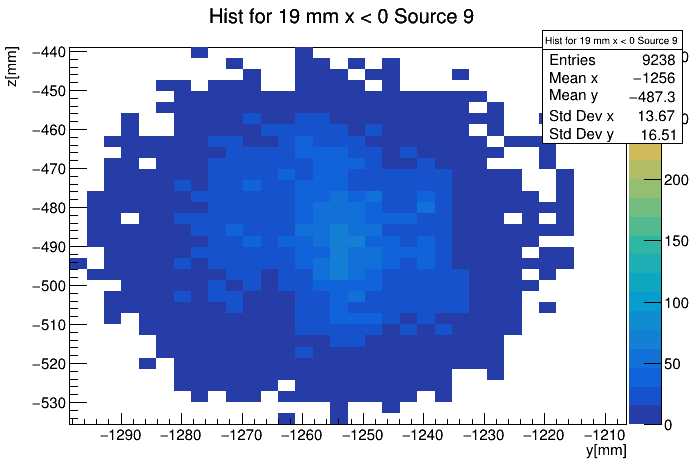 Hist for 19 mm x < 0 Source 9
Hist for 19 mm x < 0 Source 9
Entries 9238
Mean x −1256
Mean y −487.3
Std Dev x 13.67
Std Dev y 16.51
z[mm]
−440
−450
−460
−470
−480
−490
−500
−510
−520
−530
−1290 −1280 −1270 −1260 −1250 −1240 −1230 −1220 −1210
y[mm]
200
150
100
50
0